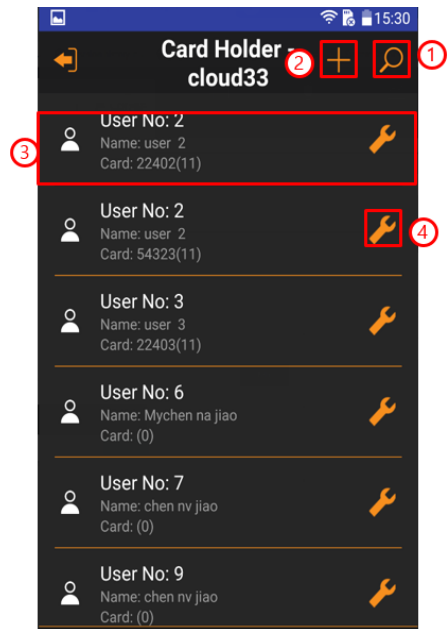 15:30
Card Holder -
cloud33
2
1
3
User No: 2
Name: user 2
Card: 22402(11)
User No: 2
Name: user 2
Card: 54323(11)
4
User No: 3
Name: user 3
Card: 22403(11)
User No: 6
Name: Mychen na jiao
Card: (0)
User No: 7
Name: chen nv jiao
Card: (0)
User No: 9
Name: chen nv jiao
Card: (0)